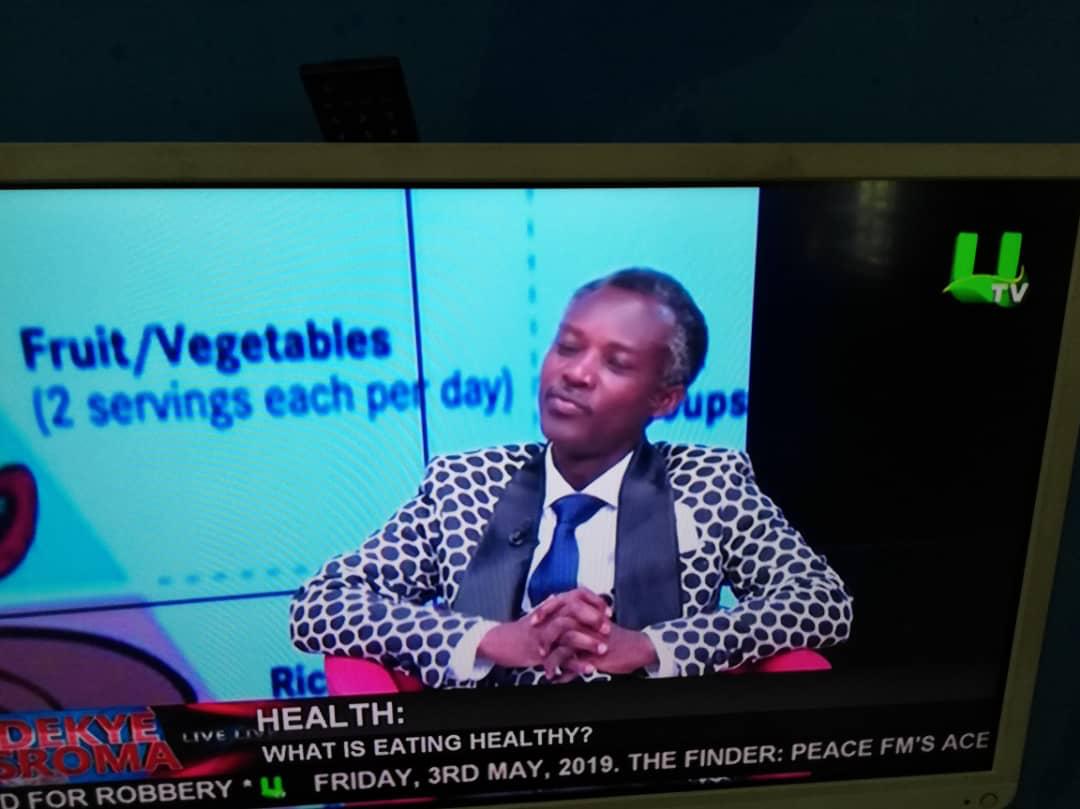 U
TV
Fruit/Vegetables
(2 servings each per day)
ups
Ric
DEKYE
SROMA
LIVE
HEALTH:
WHAT IS EATING HEALTHY?
D FOR ROBBERY * U FRIDAY, 3RD MAY, 2019. THE FINDER: PEACE FM'S ACE